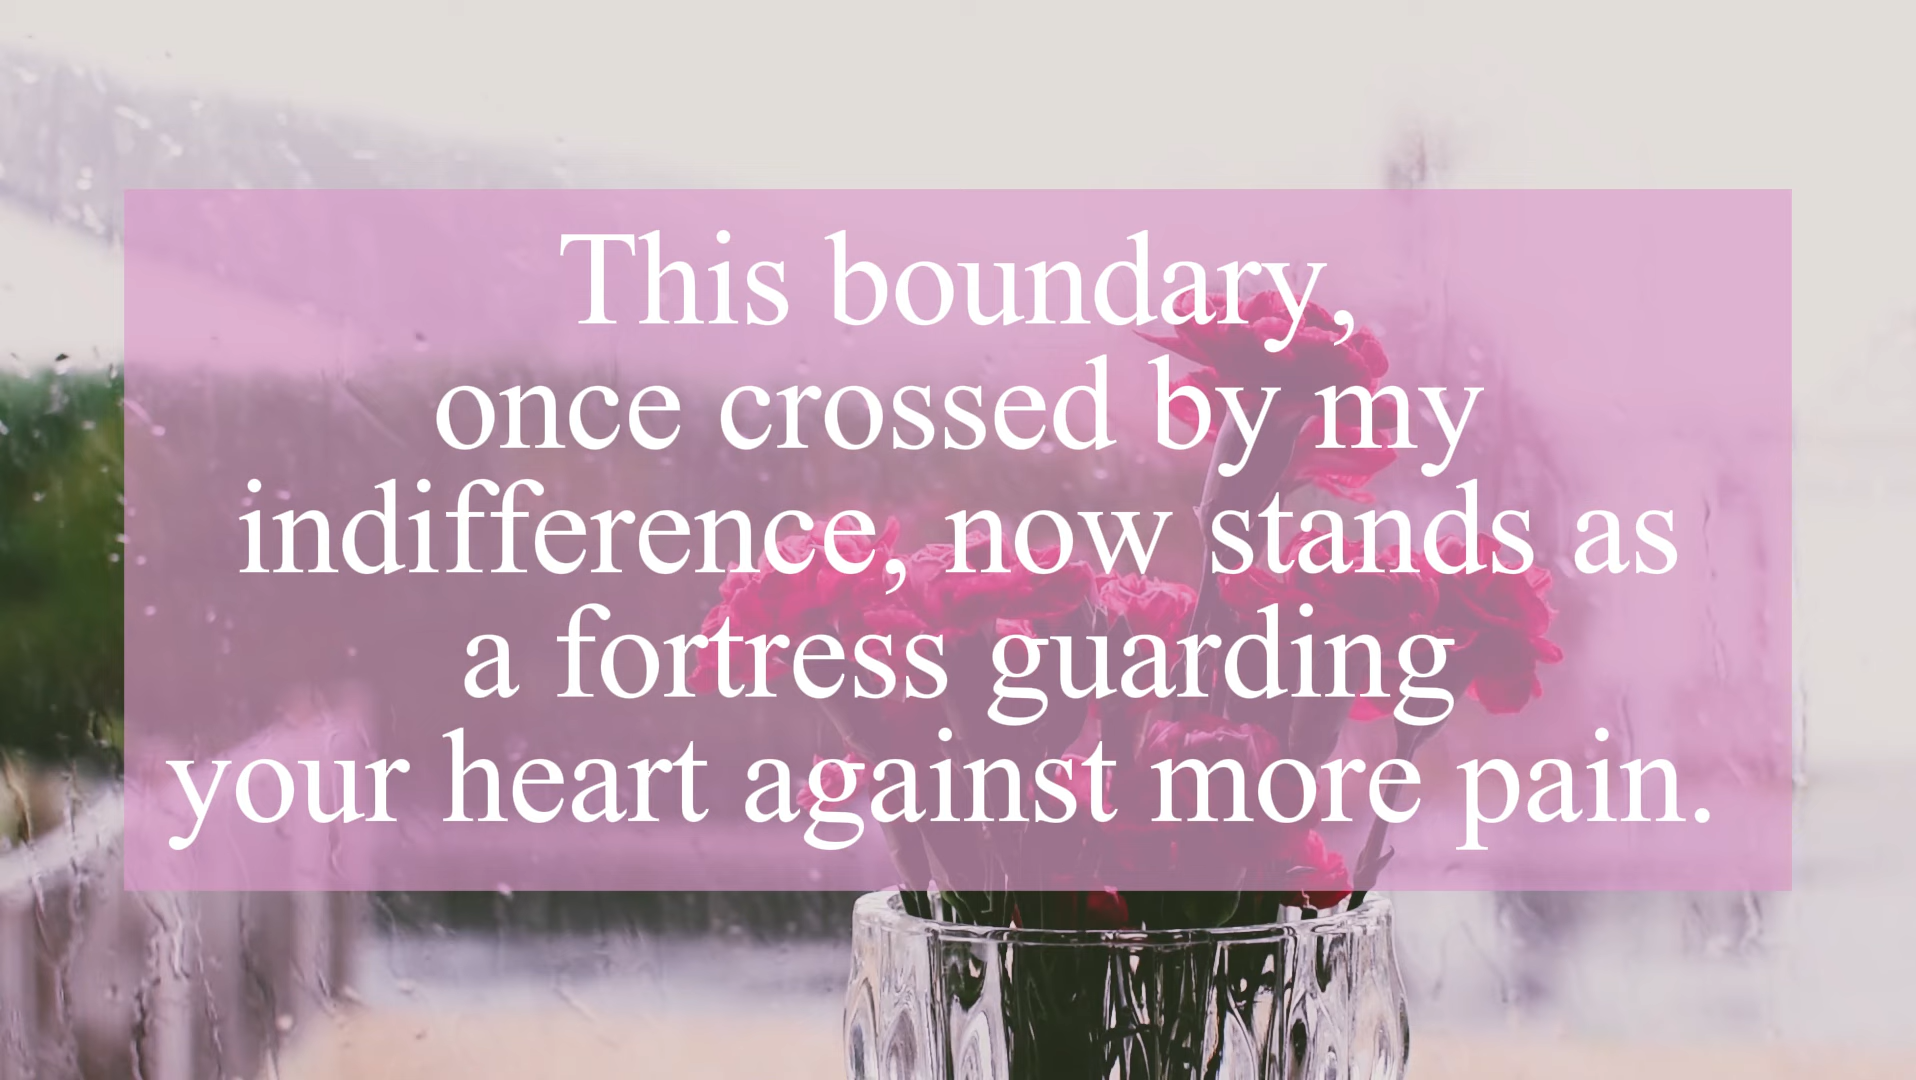 This boundary,
once crossed by my
indifference, now stands as
a fortress guarding
your heart against more pain.